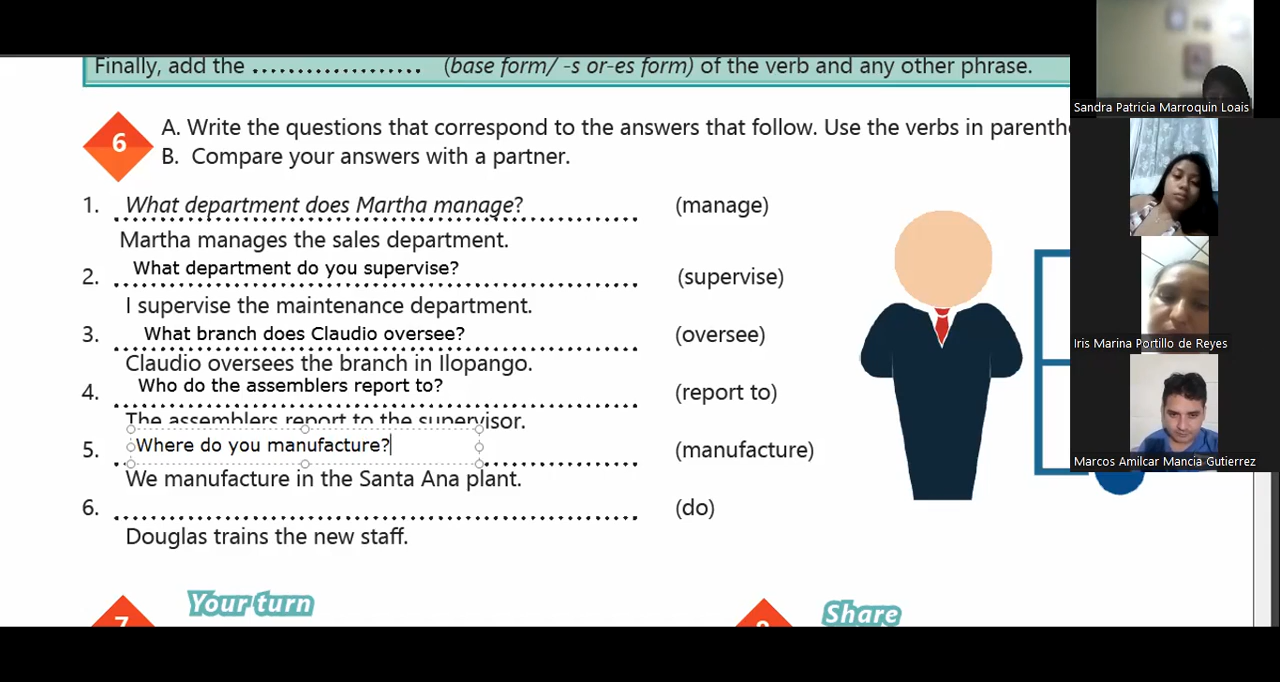 Finally, add the .................... (base form/ -s or-es form) of the verb and any other phrase.
6
A. Write the questions that correspond to the answers that follow. Use the verbs in
B. Compare your answers with a partner.
1. What department does Martha manage? (manage)
Martha manages the sales department.
2. What department do you supervise? (supervise)
I supervise the maintenance department.
3. What branch does Claudio oversee? (oversee)
Claudio oversees the branch in Ilopango.
4. Who do the assemblers report to? (report to)
The assemblers report to the supervisor.
5. Where do you manufacture? (manufacture)
We manufacture in the Santa Ana plant.
6. (do)
Douglas trains the new staff.
7
Your turn
Share
Sandra Patricia Marroquin Loais
Iris Marina Portillo de Reyes
Marcos Amilcar Mancia Gutierrez